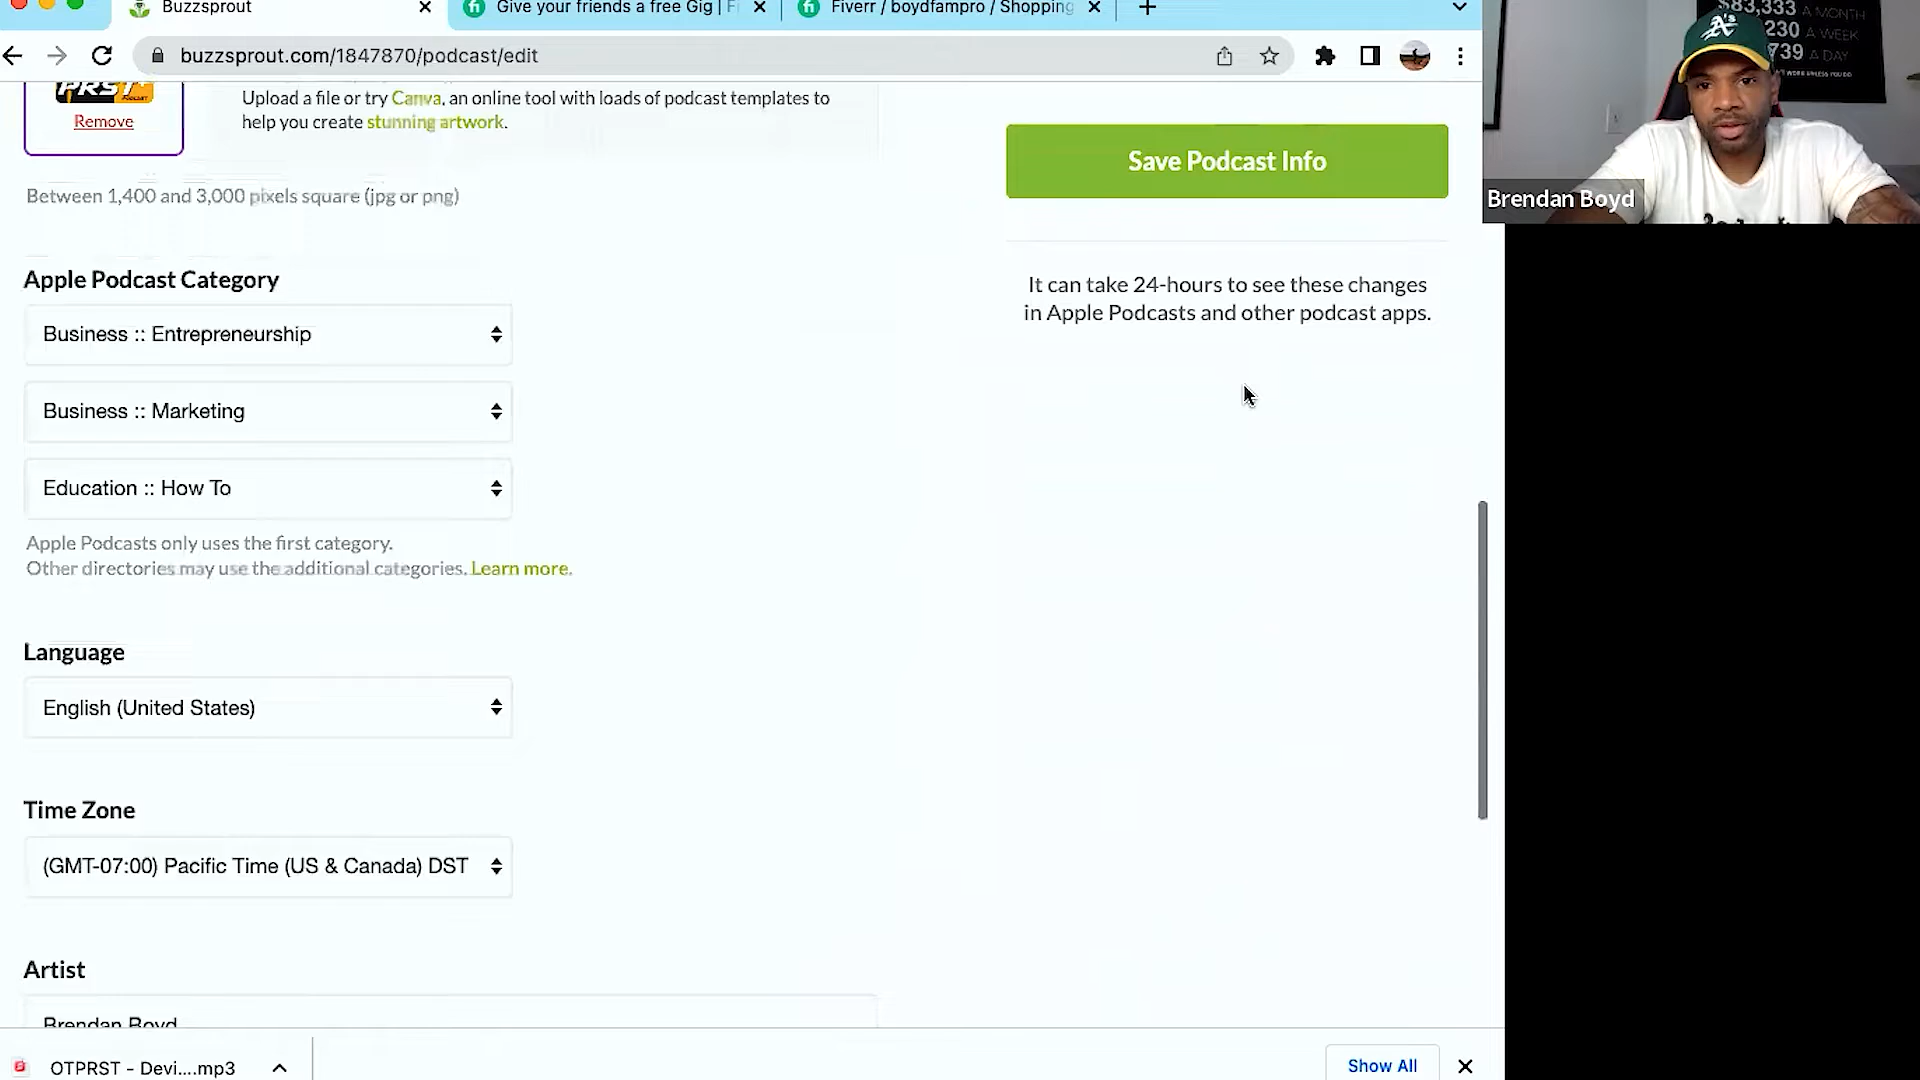 Buzzsprout
Give your friends a free Gig | F
Fiverr / boydfampro / Shopping
buzzsprout.com/1847870/podcast/edit
$83,333 A MONTH
230 A WEEK
739 A DAY
WORK UNLESS YOU DO
A's
Brendan Boyd
PRST
Remove
Upload a file or try Canva, an online tool with loads of podcast templates to
help you create stunning artwork.
Between 1,400 and 3,000 pixels square (jpg or png)
Save Podcast Info
It can take 24-hours to see these changes
in Apple Podcasts and other podcast apps.
Apple Podcast Category
Business :: Entrepreneurship
Business :: Marketing
Education :: How To
Apple Podcasts only uses the first category.
Other directories may use the additional categories. Learn more.
Language
English (United States)
Time Zone
(GMT-07:00) Pacific Time (US & Canada) DST
Artist
Brendan Boyd
OTPRST - Devi....mp3
Show All